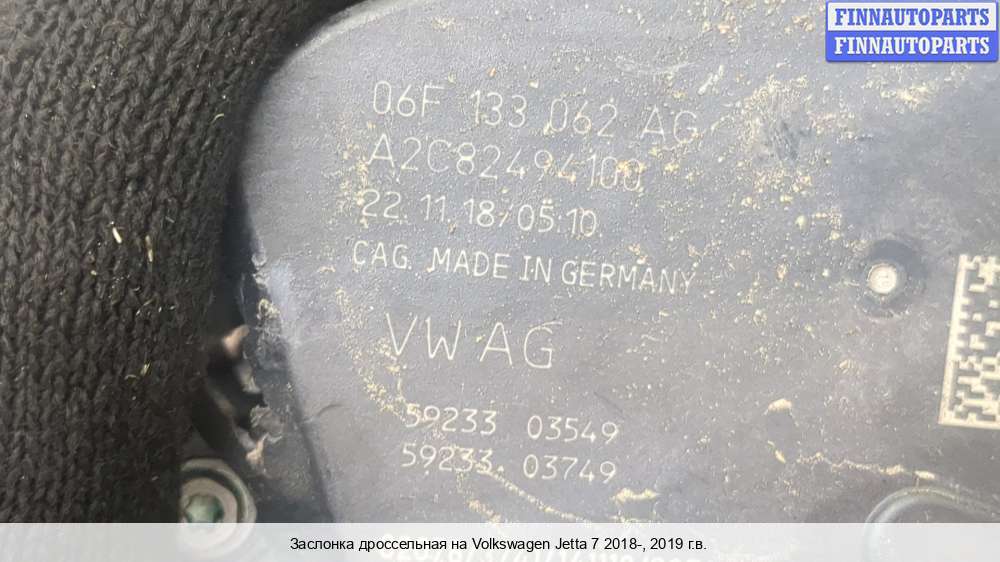 FINNAUTOPARTS
FINNAUTOPARTS
06F 133 062 AG
A2C82494100
22.11.18/05:10
CAG. MADE IN GERMANY
VW AG
59233 03549
59233 03749
Заслонка дроссельная на Volkswagen Jetta 7 2018-, 2019 г.в.